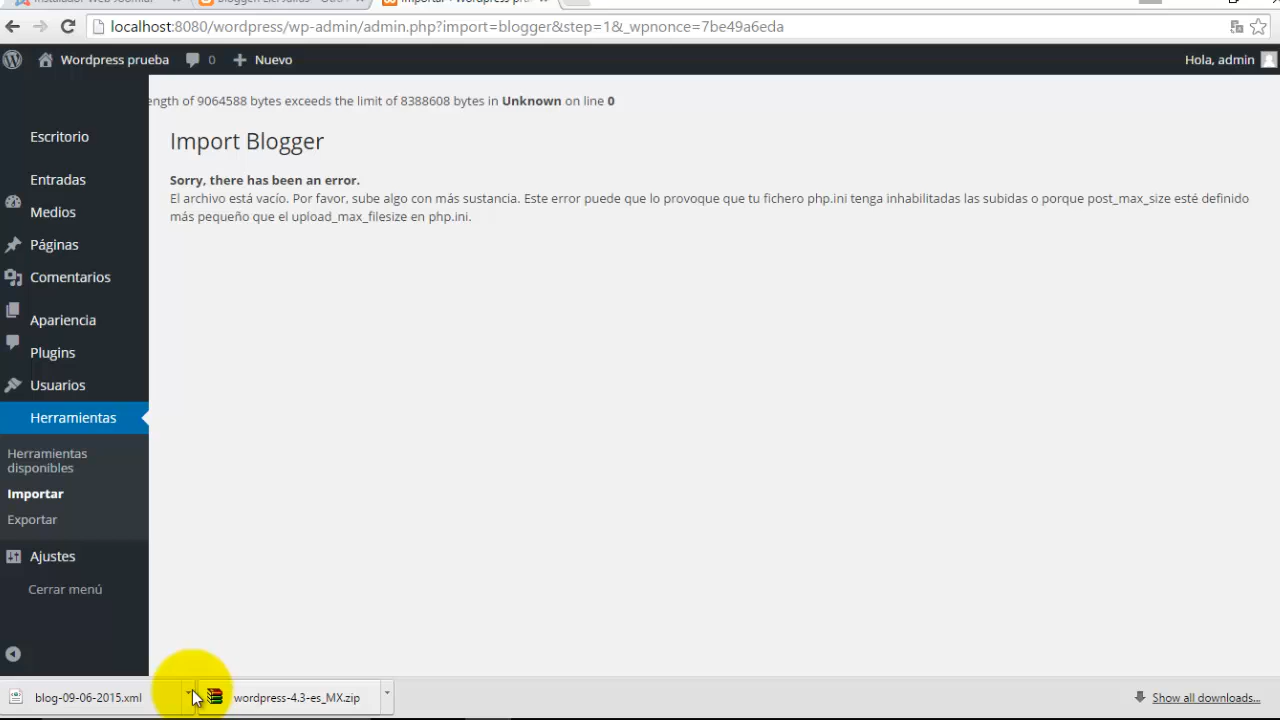 localhost:8080/wordpress/wp-admin/admin.php?import=blogger&step=1&_wpnonce=7be49a6eda
Wordpress prueba 0 Nuevo Hola, admin
ength of 9064588 bytes exceeds the limit of 8388608 bytes in Unknown on line 0
Import Blogger
Sorry, there has been an error.
El archivo está vacío. Por favor, sube algo con más sustancia. Este error puede que lo provoque que tu fichero php.ini tenga inhabilitadas las subidas o porque post_max_size esté definido
más pequeño que el upload_max_filesize en php.ini.
Escritorio
Entradas
Medios
Páginas
Comentarios
Apariencia
Plugins
Usuarios
Herramientas
Herramientas
disponibles
Importar
Exportar
Ajustes
Cerrar menú
blog-09-06-2015.xml
wordpress-4.3-es_MX.zip
Show all downloads...